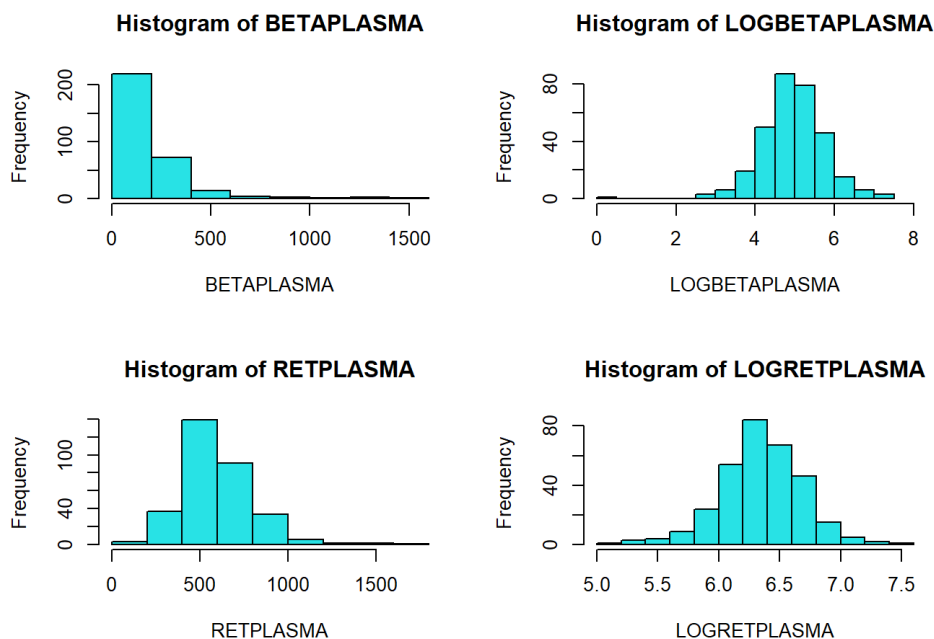 Histogram of BETAPLASMA
Frequency
0 100 200
0 500 1000 1500
BETAPLASMA
Histogram of LOGBETAPLASMA
Frequency
0 40 80
0 2 4 6 8
LOGBETAPLASMA
Histogram of RETPLASMA
Frequency
0 40 100
0 500 1000 1500
RETPLASMA
Histogram of LOGRETPLASMA
Frequency
0 40 80
5.0 5.5 6.0 6.5 7.0 7.5
LOGRETPLASMA